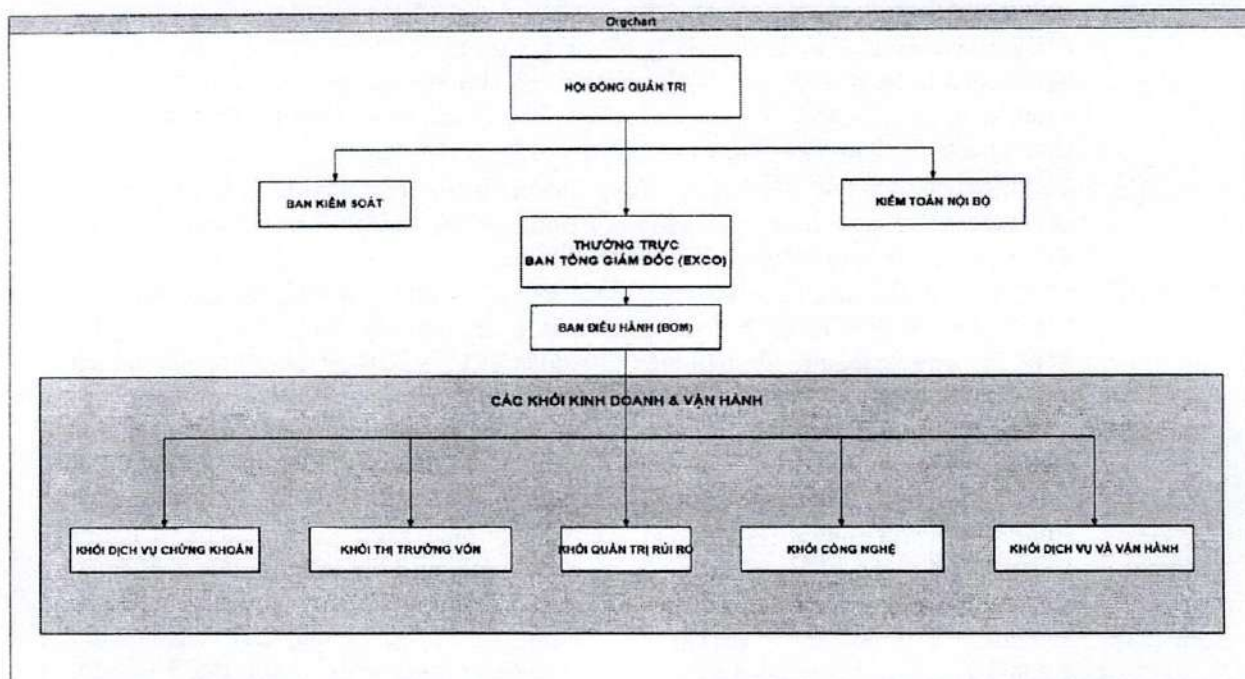 Orgchart
HỘI ĐỒNG QUẢN TRỊ
BAN KIỂM SOÁT
KIỂM TOÁN NỘI BỘ
THƯỜNG TRỰC
BAN TỔNG GIÁM ĐỐC (EXCO)
BAN ĐIỀU HÀNH (BOM)
CÁC KHỐI KINH DOANH & VẬN HÀNH
KHỐI DỊCH VỤ CHỨNG KHOÁN
KHỐI THỊ TRƯỜNG VỐN
KHỐI QUẢN TRỊ RỦI RO
KHỐI CÔNG NGHỆ
KHỐI DỊCH VỤ VÀ VẬN HÀNH